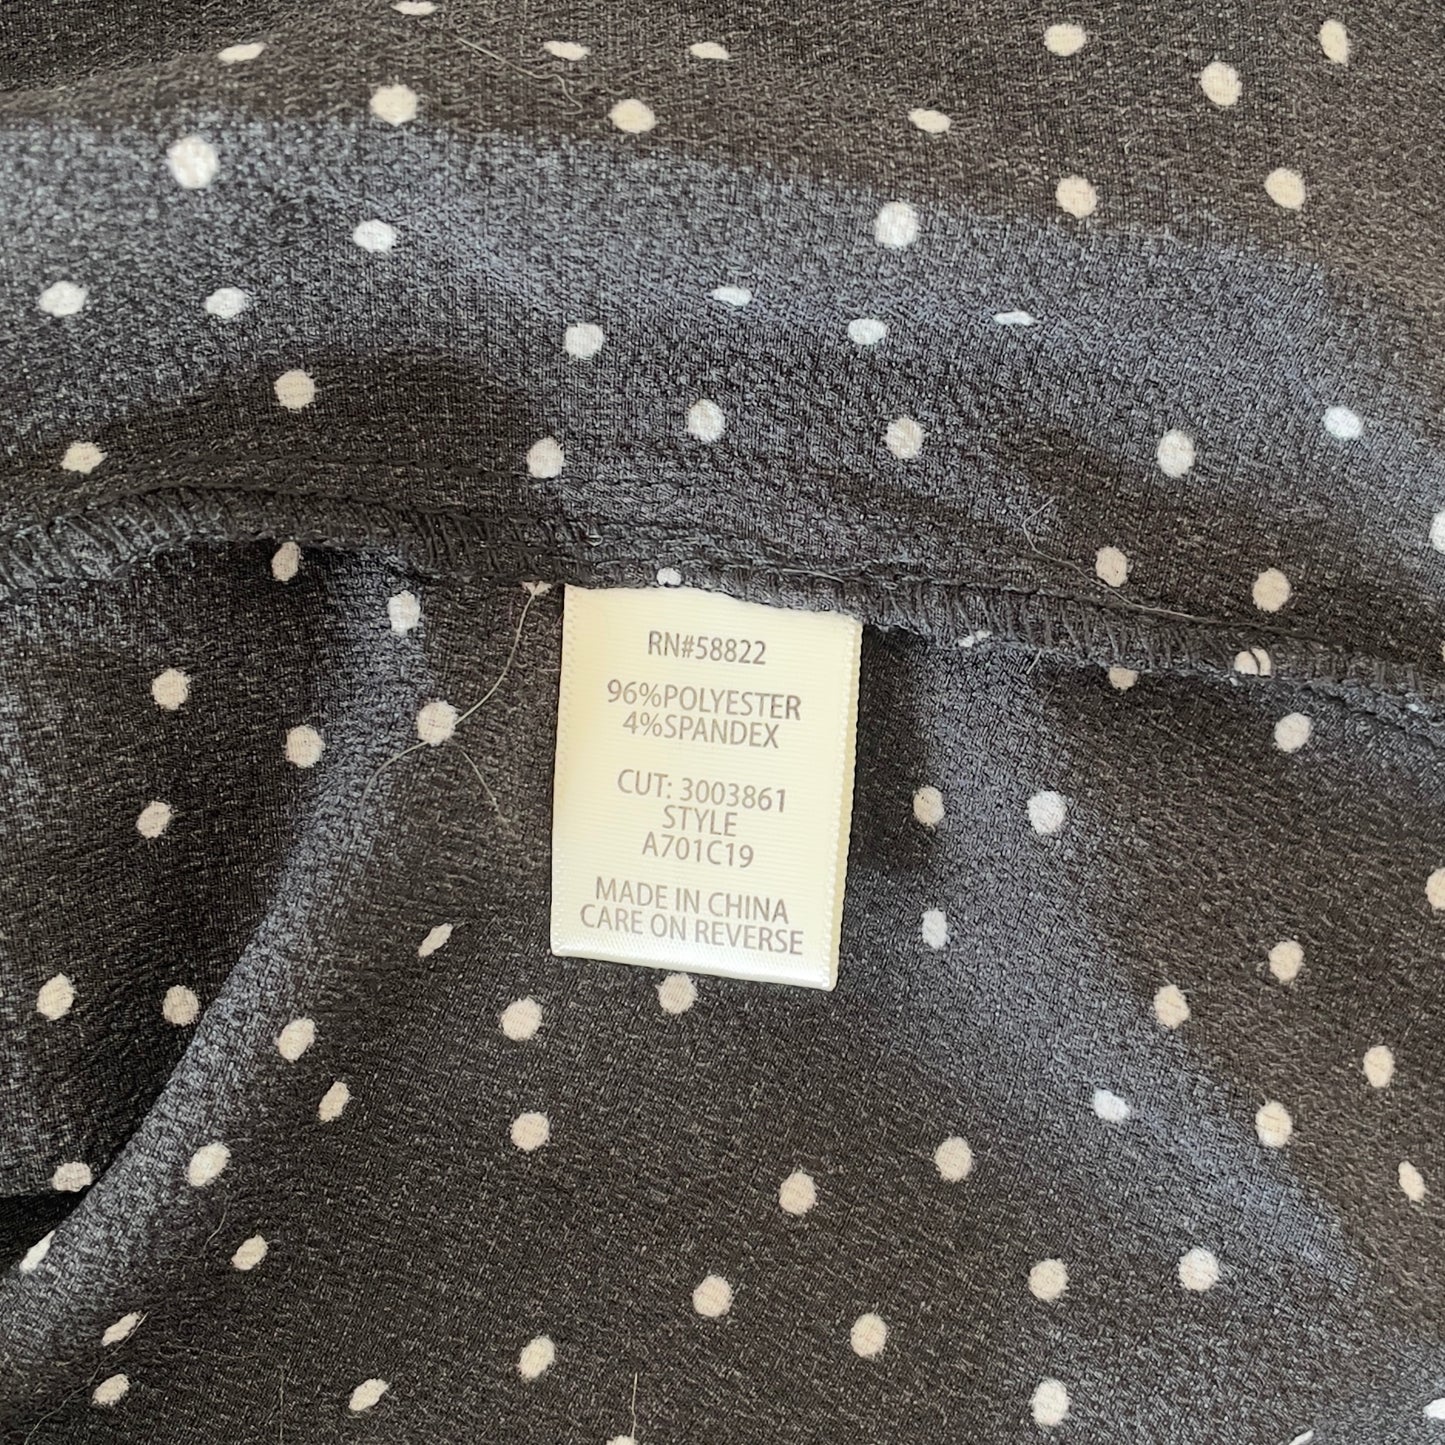 RN#58822
96%POLYESTER
4%SPANDEX
CUT: 3003861
STYLE
A701C19
MADE IN CHINA
CARE ON REVERSE